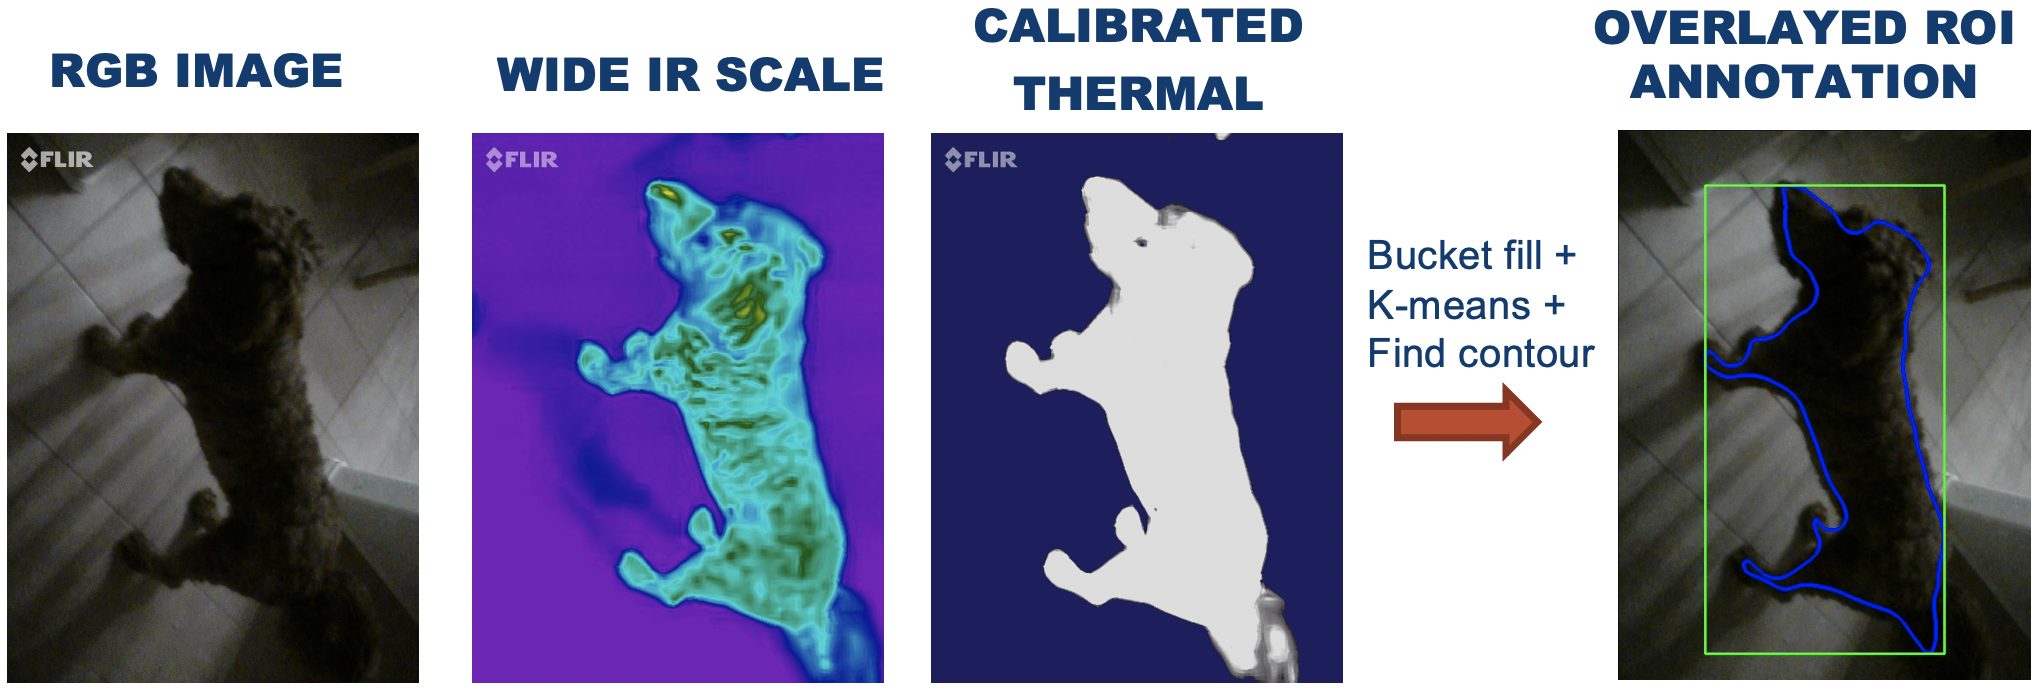 RGB IMAGE
WIDE IR SCALE
CALIBRATED
THERMAL
OVERLAYED ROI
ANNOTATION
FLIR
FLIR
FLIR
Bucket fill +
K-means +
Find contour